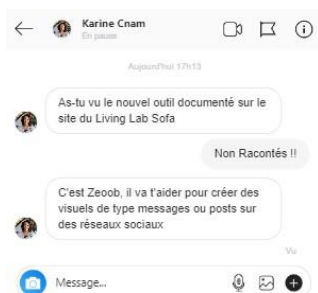 Karine Cnam
En pause
Aujourd'hui 17h13
As-tu vu le nouvel outil documenté sur le
site du Living Lab Sofa
Non Racontés !!
C'est Zeoob, il va t'aider pour créer des
visuels de type messages ou posts sur
des réseaux sociaux
Vu
Message...